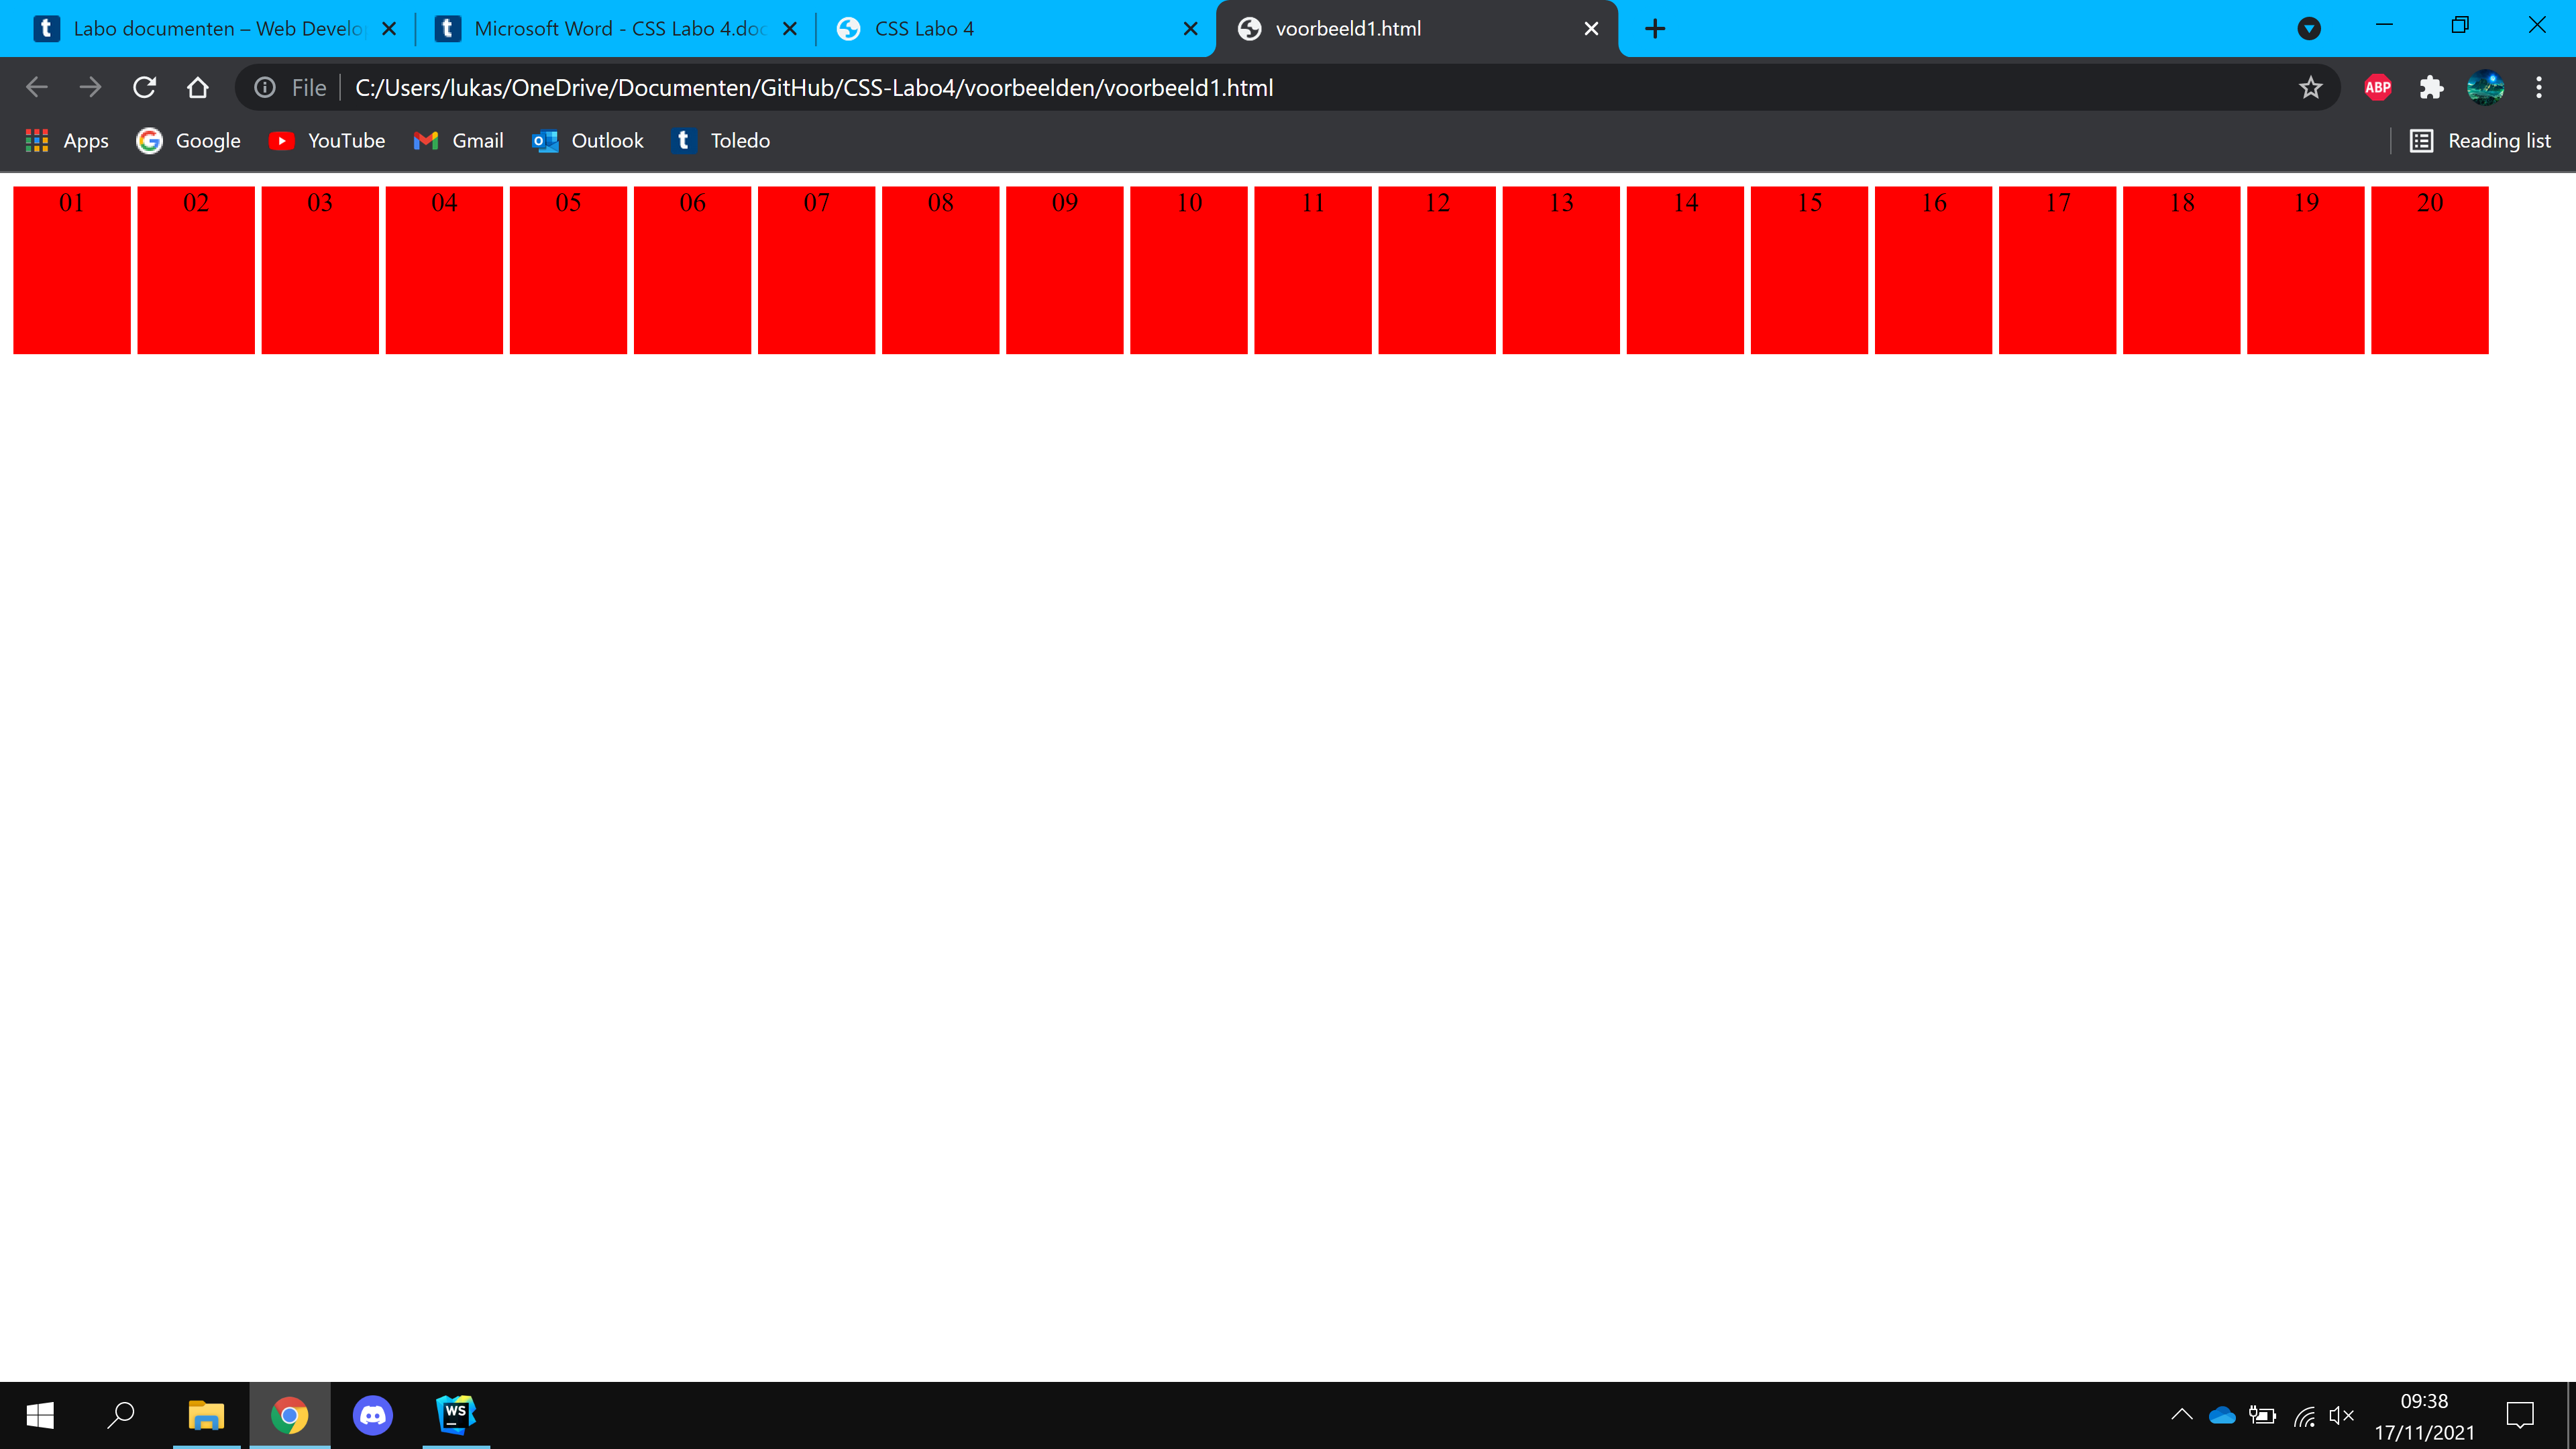 Labo documenten – Web Develo
Microsoft Word - CSS Labo 4.doc
CSS Labo 4
voorbeeld1.html
File
C:/Users/lukas/OneDrive/Documenten/GitHub/CSS-Labo4/voorbeelden/voorbeeld1.html
ABP
Apps
Google
YouTube
Gmail
Outlook
Toledo
Reading list
01 02 03 04 05 06 07 08 09 10 11 12 13 14 15 16 17 18 19 20
WS
09:38
17/11/2021